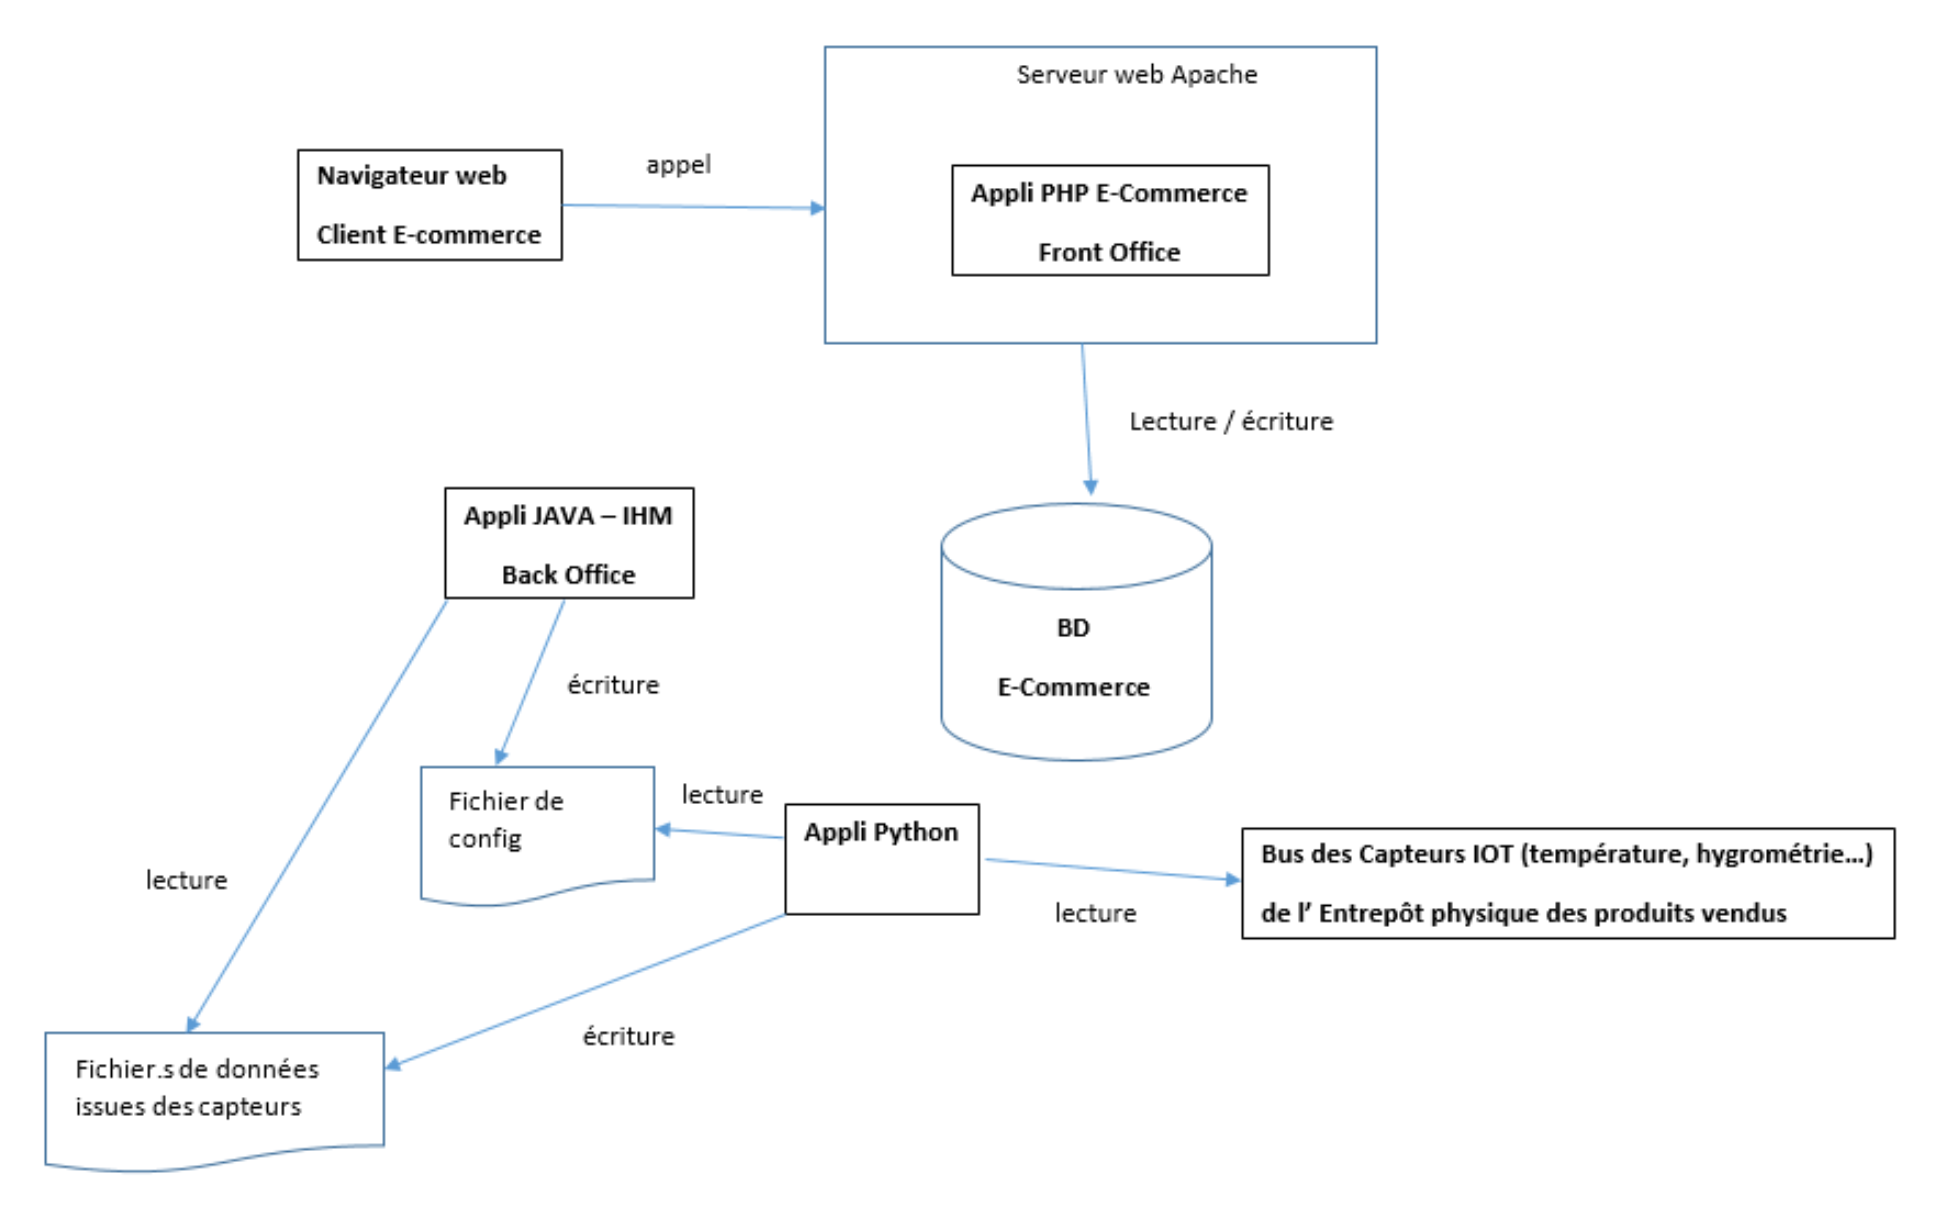 Serveur web Apache
appel
Navigateur web
Client E-commerce
Appli PHP E-Commerce
Front Office
Lecture / écriture
Appli JAVA – IHM
Back Office
BD
E-Commerce
écriture
Fichier de
config
lecture
Appli Python
Bus des Capteurs IOT (température, hygrométrie...)
de l’ Entrepôt physique des produits vendus
lecture
lecture
écriture
Fichier.s de données
issues des capteurs